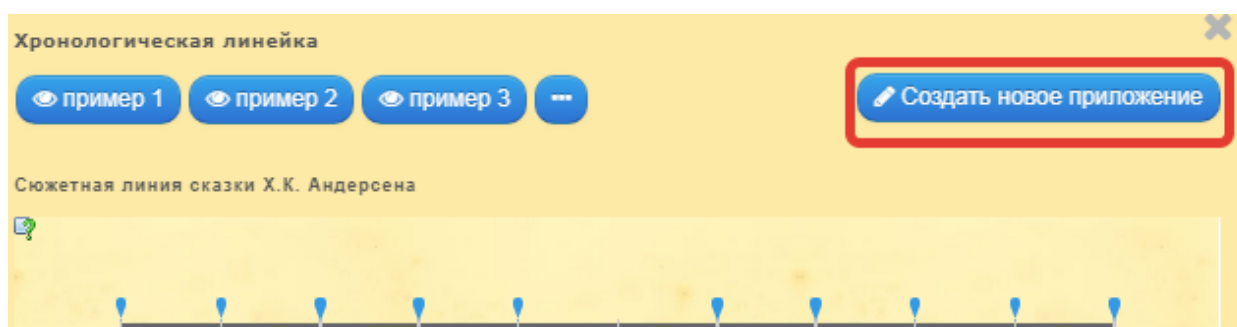 Хронологическая линейка
пример 1 пример 2 пример 3 ... Создать новое приложение
Сюжетная линия сказки Х.К. Андерсена